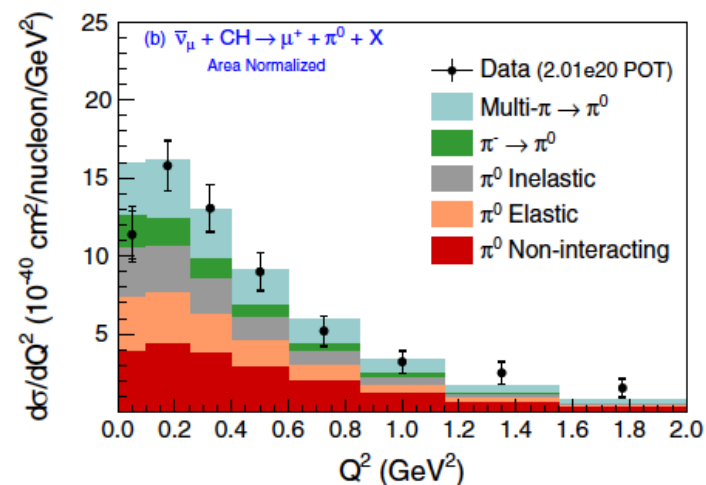 25
20
15
10
5
0.0 0.2 0.4 0.6 0.8 1.0 1.2 1.4 1.6 1.8 2.0
dσ/dQ² (10⁻⁴⁰ cm²/nucleon/GeV²)
Q² (GeV²)
(b) ν̄μ + CH → μ⁺ + π⁰ + X
Area Normalized
Data (2.01e20 POT)
Multi-π → π⁰
π⁻ → π⁰
π⁰ Inelastic
π⁰ Elastic
π⁰ Non-interacting